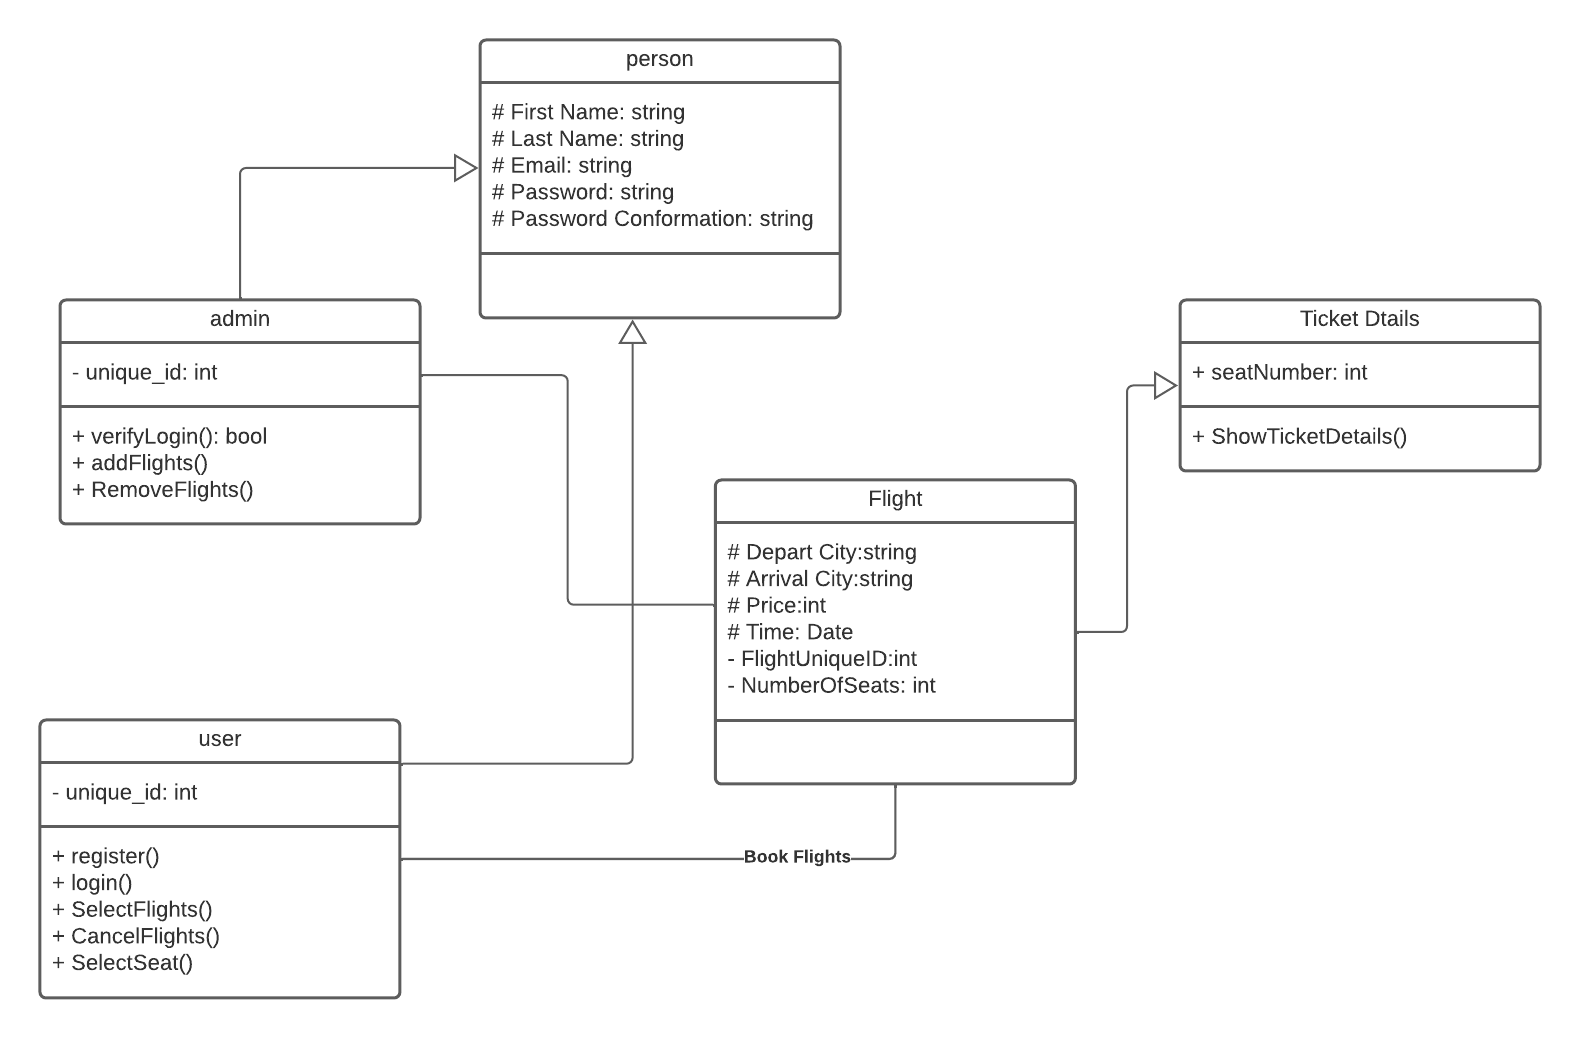 person
# First Name: string
# Last Name: string
# Email: string
# Password: string
# Password Conformation: string
admin
- unique_id: int
+ verifyLogin(): bool
+ addFlights()
+ RemoveFlights()
Ticket Dtails
+ seatNumber: int
+ ShowTicketDetails()
Flight
# Depart City:string
# Arrival City:string
# Price:int
# Time: Date
- FlightUniqueID:int
- NumberOfSeats: int
user
- unique_id: int
+ register()
+ login()
+ SelectFlights()
+ CancelFlights()
+ SelectSeat()
Book Flights